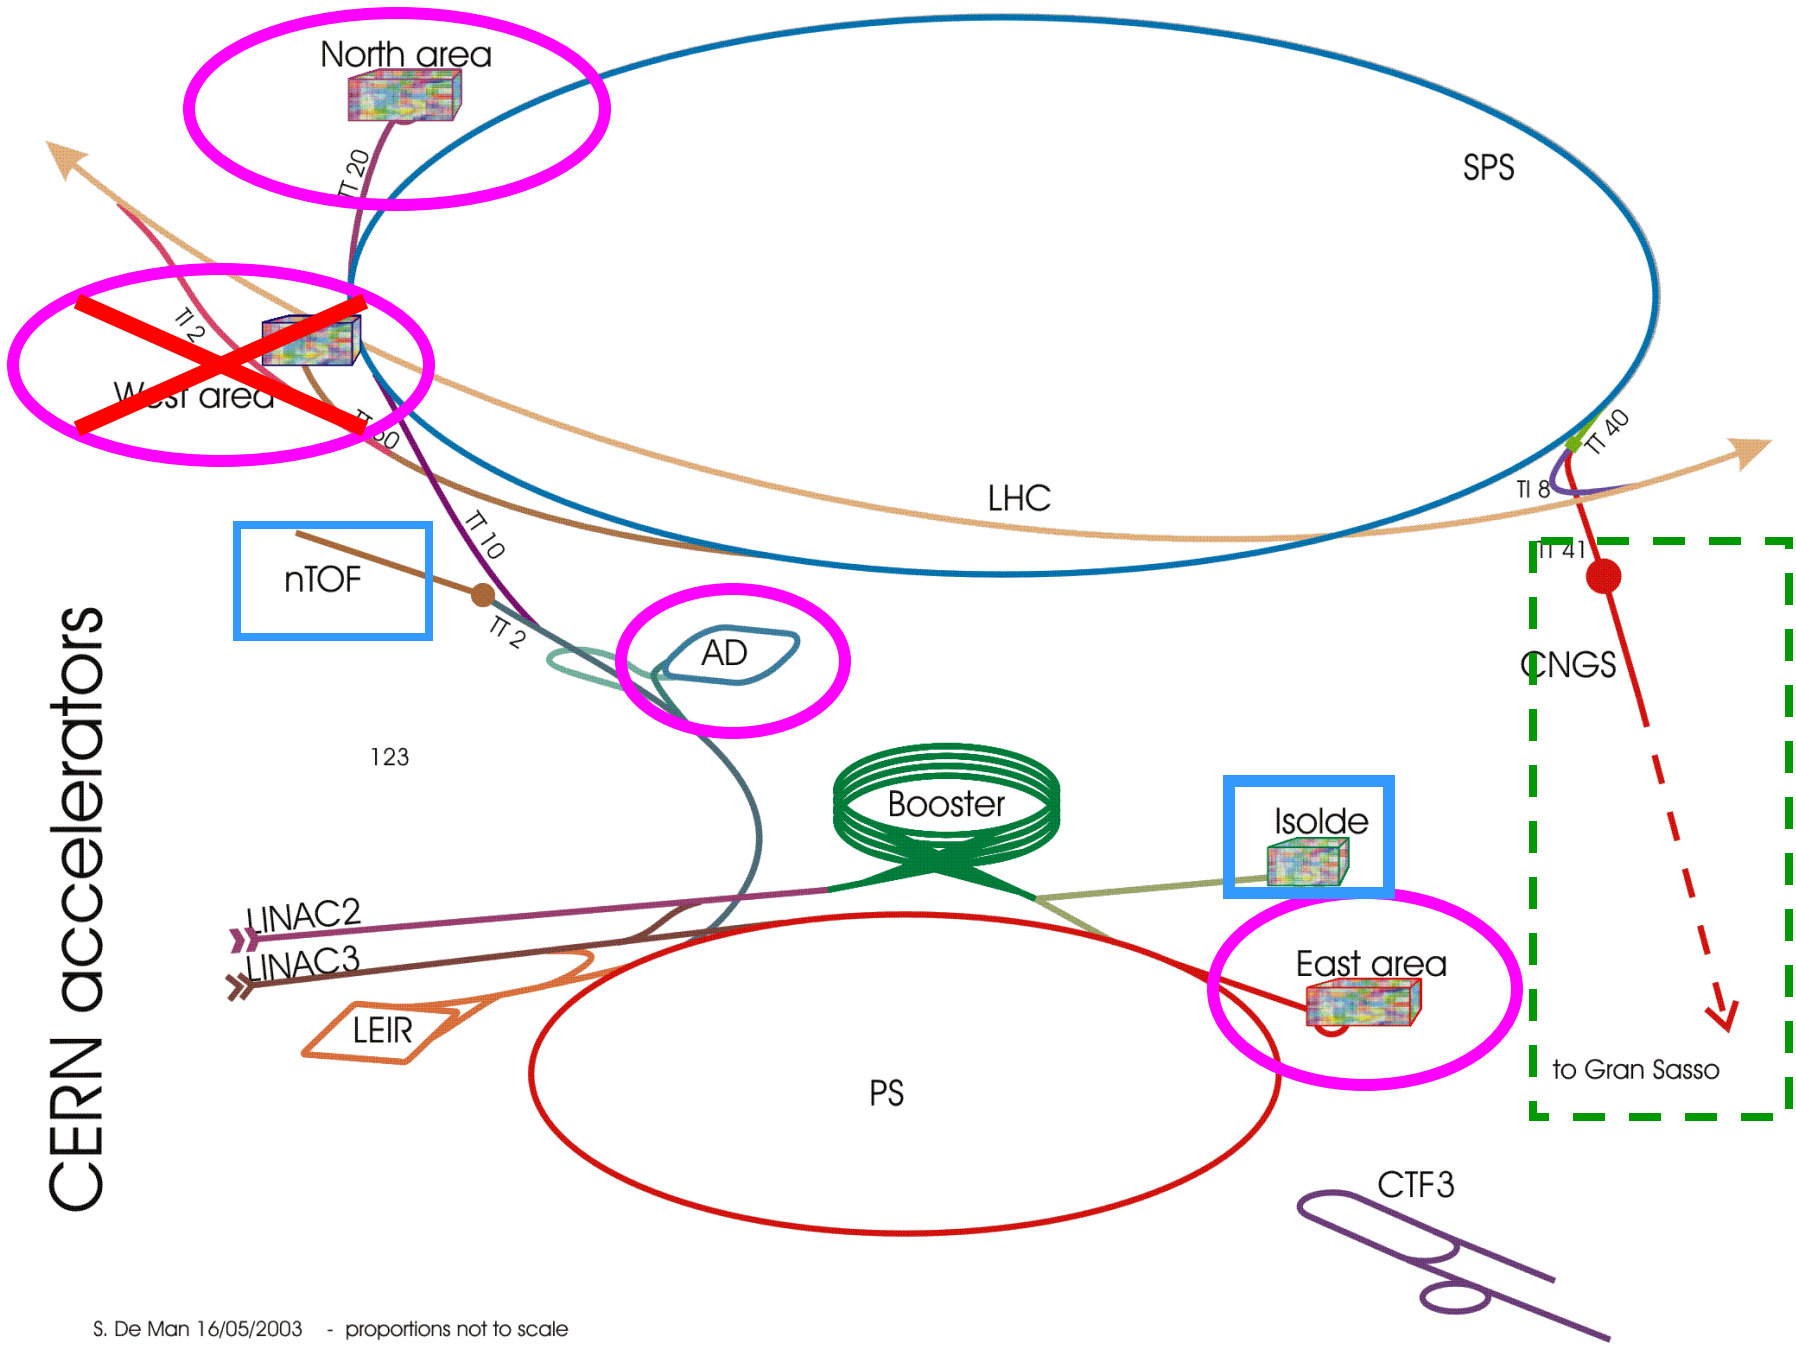 North area
SPS
TT 20
TI 2
West area
TT 60
TT 40
TI 8
LHC
TT 10
TT 41
nTOF
TT 2
AD
CNGS
CERN accelerators
123
Booster
Isolde
LINAC2
LINAC3
East area
LEIR
PS
to Gran Sasso
CTF3
S. De Man 16/05/2003 - proportions not to scale